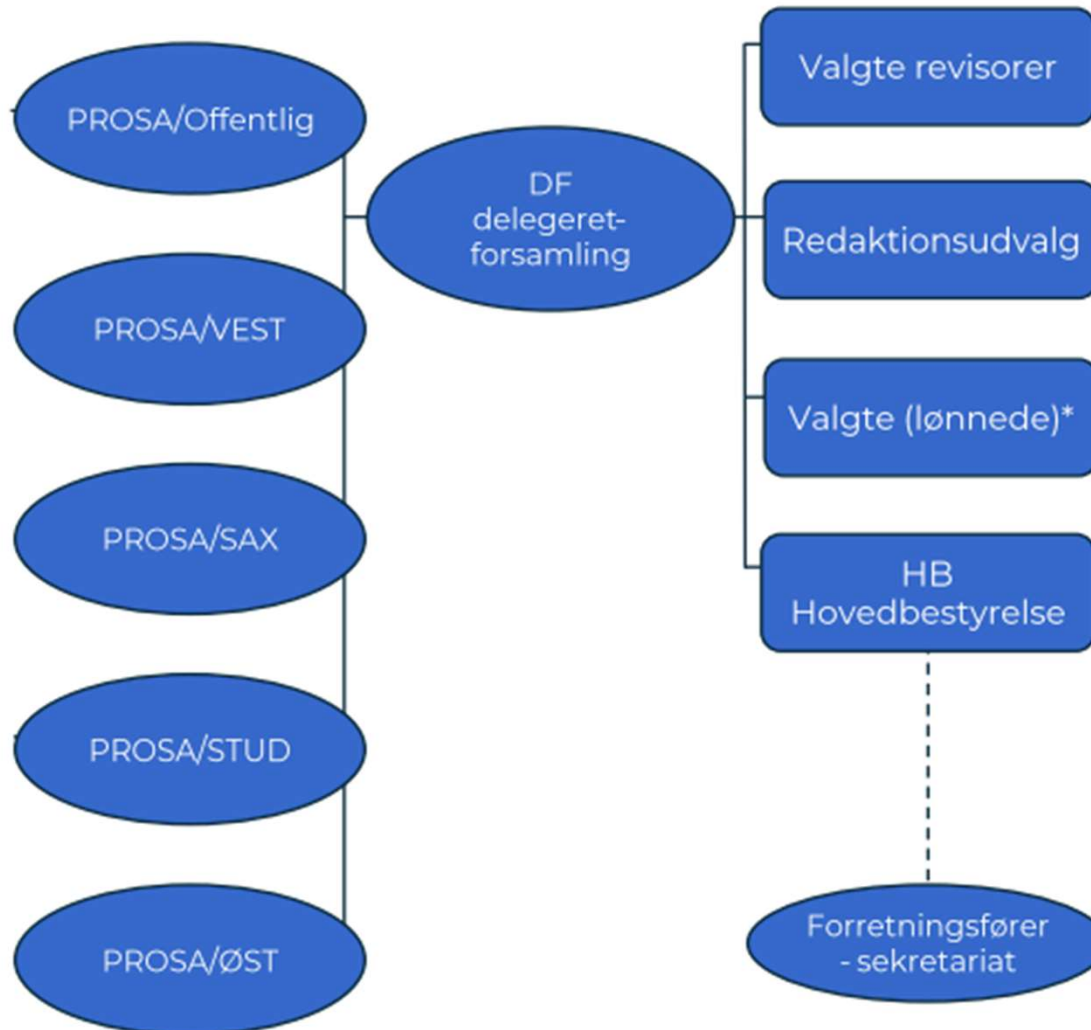 PROSA/Offentlig
PROSA/VEST
PROSA/SAX
PROSA/STUD
PROSA/ØST
DF
delegeret-
forsamling
Valgte revisorer
Redaktionsudvalg
Valgte (lønnede)*
HB
Hovedbestyrelse
Forretningsfører
- sekretariat